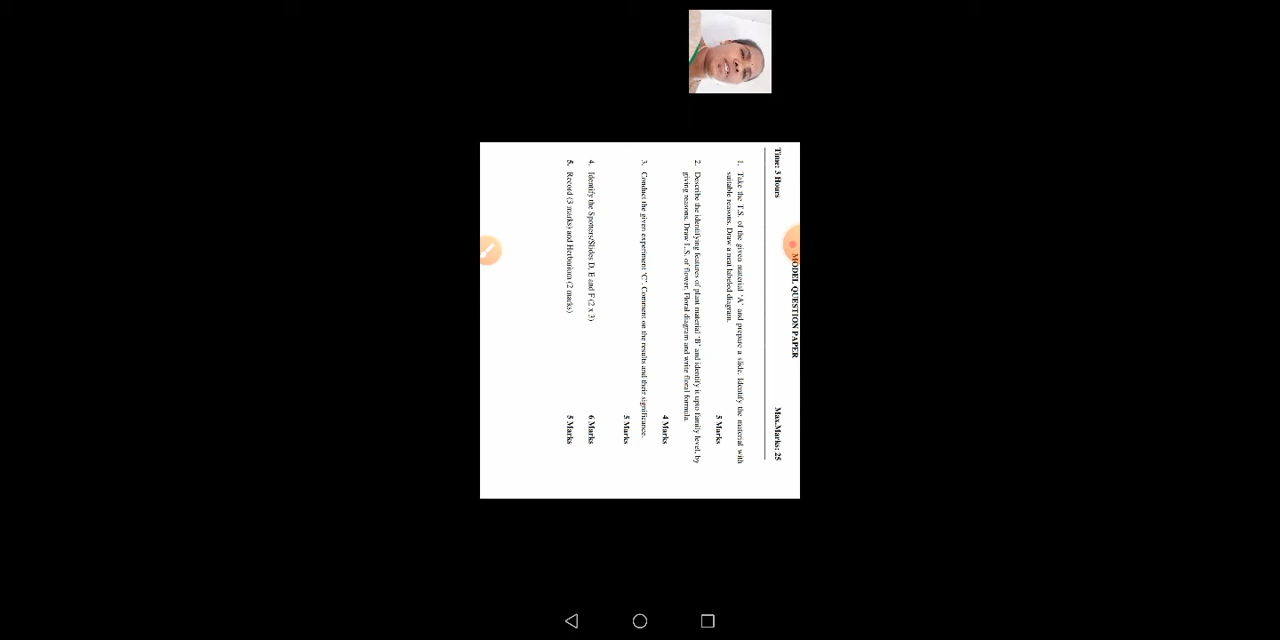 MODEL QUESTION PAPER
Time: 3 Hours Max.Marks: 25
1. Take the T.S. of the given material 'A' and prepare a slide. Identify the material with
suitable reasons. Draw a neat labeled diagram.
5 Marks
2. Describe the identifying features of plant material 'B' and identify it upto family level, by
giving reasons. Draw L.S. of flower, Floral diagram and write floral formula.
4 Marks
3. Conduct the given experiment 'C'. Comment on the results and their significance.
5 Marks
4. Identify the Spotters/Slides D, E and F (2 x 3) 6 Marks
5. Record (3 marks) and Herbarium (2 marks) 5 Marks